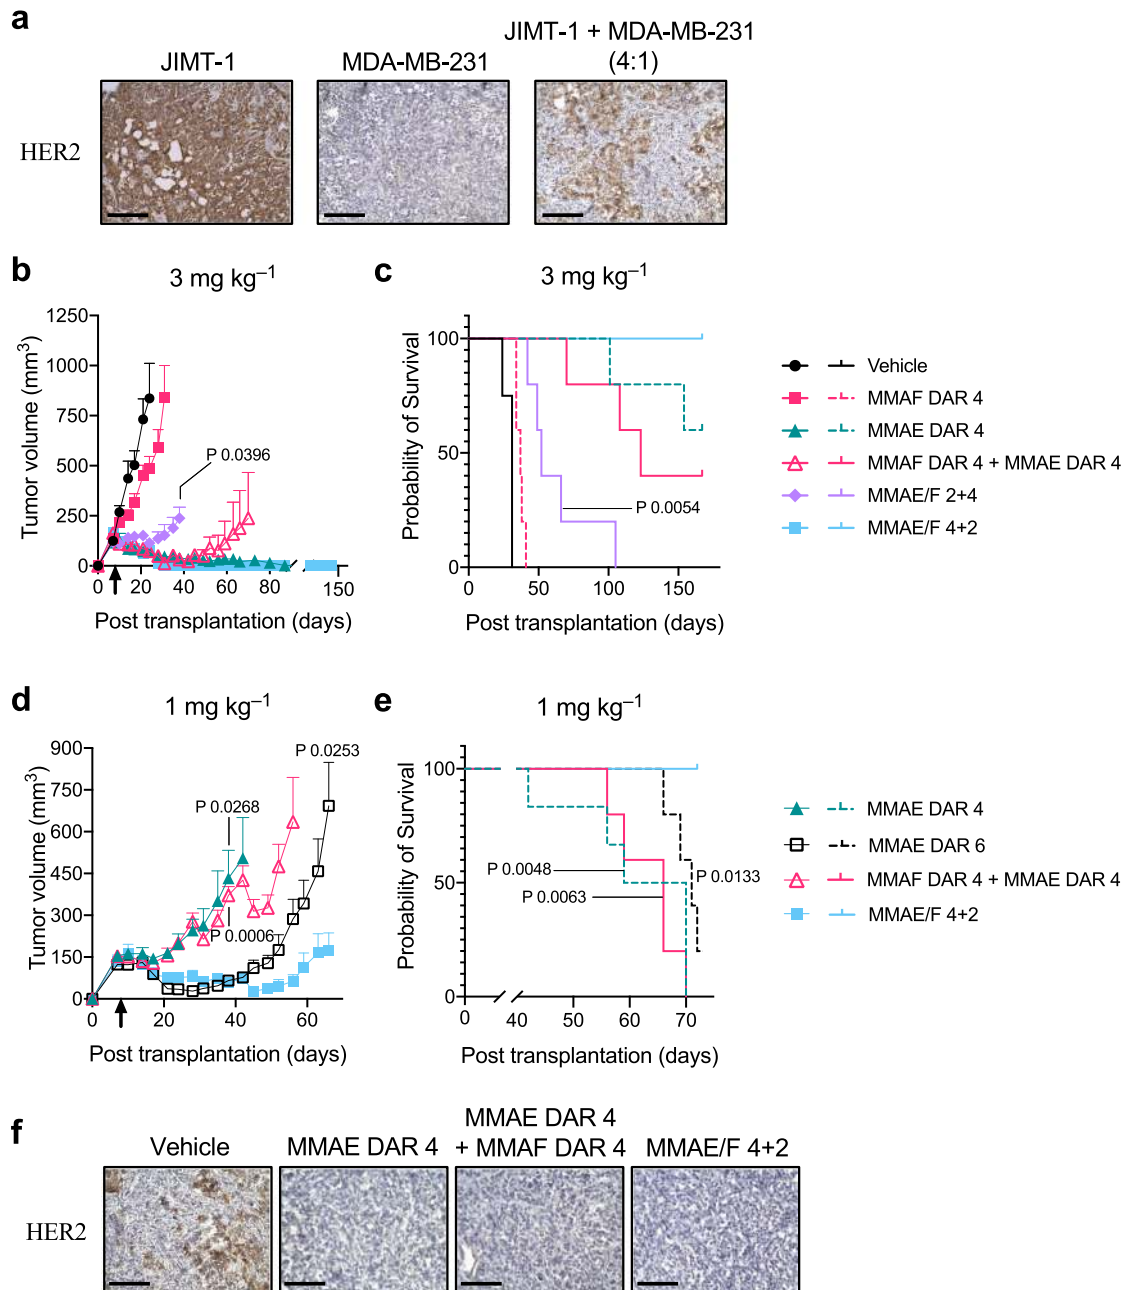 a
JIMT-1
MDA-MB-231
JIMT-1 + MDA-MB-231
(4:1)
HER2
b
3 mg kg⁻¹
Tumor volume (mm³)
1250
1000
750
500
250
0
P 0.0396
0 20 40 60 80 150
Post transplantation (days)
c
3 mg kg⁻¹
Probability of Survival
100
50
0
P 0.0054
0 50 100 150
Post transplantation (days)
Vehicle
MMAF DAR 4
MMAE DAR 4
MMAF DAR 4 + MMAE DAR 4
MMAE/F 2+4
MMAE/F 4+2
d
1 mg kg⁻¹
Tumor volume (mm³)
900
750
600
450
300
150
0
P 0.0253
P 0.0268
P 0.0006
0 20 40 60
Post transplantation (days)
e
1 mg kg⁻¹
Probability of Survival
100
50
0
P 0.0048
P 0.0063
P 0.0133
0 40 50 60 70
Post transplantation (days)
MMAE DAR 4
MMAE DAR 6
MMAF DAR 4 + MMAE DAR 4
MMAE/F 4+2
f
Vehicle
MMAE DAR 4
MMAE DAR 4
+ MMAF DAR 4
MMAE/F 4+2
HER2